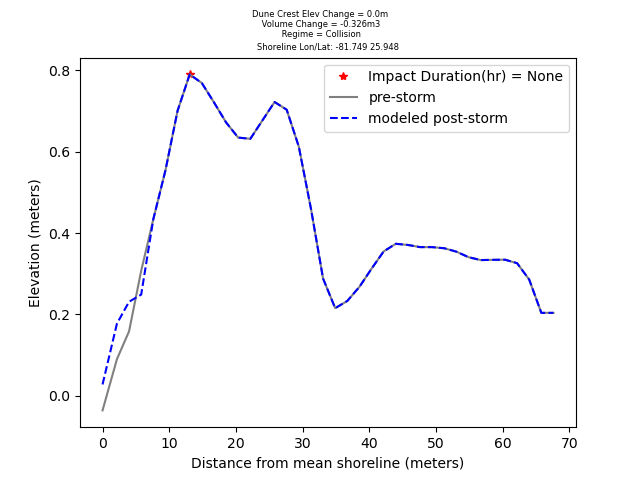 Dune Crest Elev Change = 0.0m
Volume Change = -0.326m3
Regime = Collision
Shoreline Lon/Lat: -81.749 25.948
Impact Duration(hr) = None
pre-storm
modeled post-storm
Elevation (meters)
0.8
0.6
0.4
0.2
0.0
0 10 20 30 40 50 60 70
Distance from mean shoreline (meters)